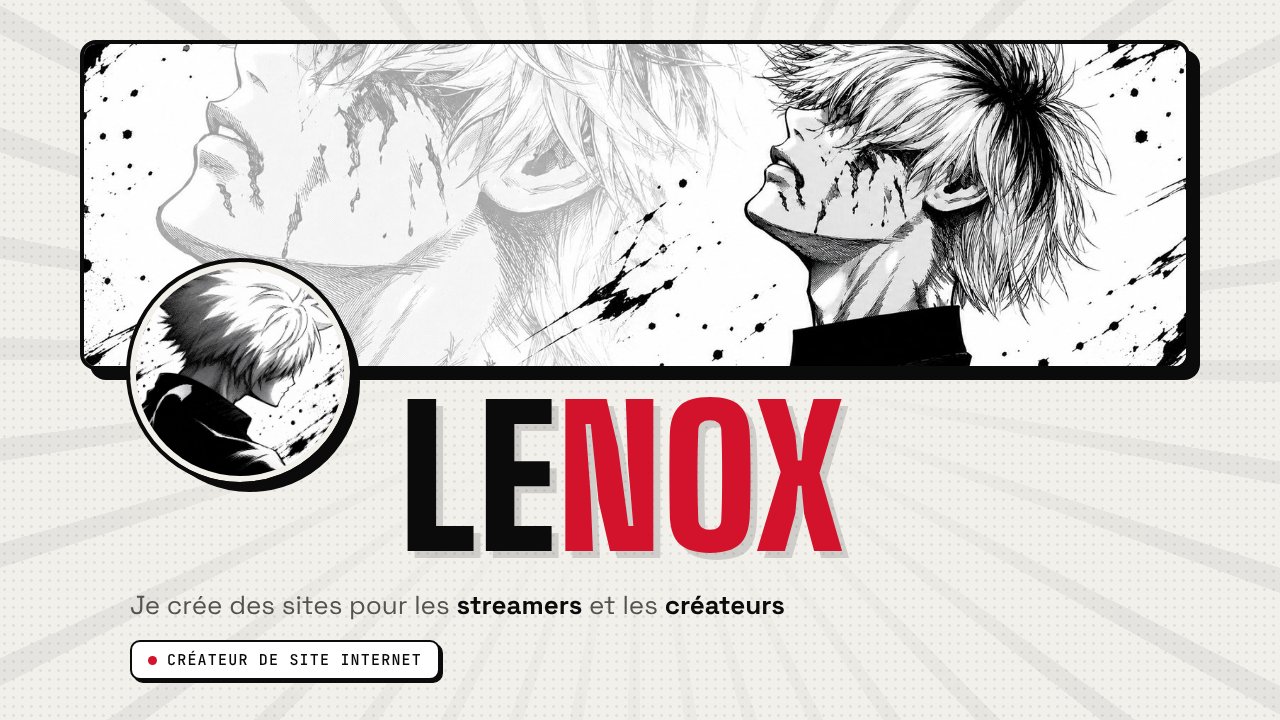 LENOX
Je crée des sites pour les streamers et les créateurs
CRÉATEUR DE SITE INTERNET